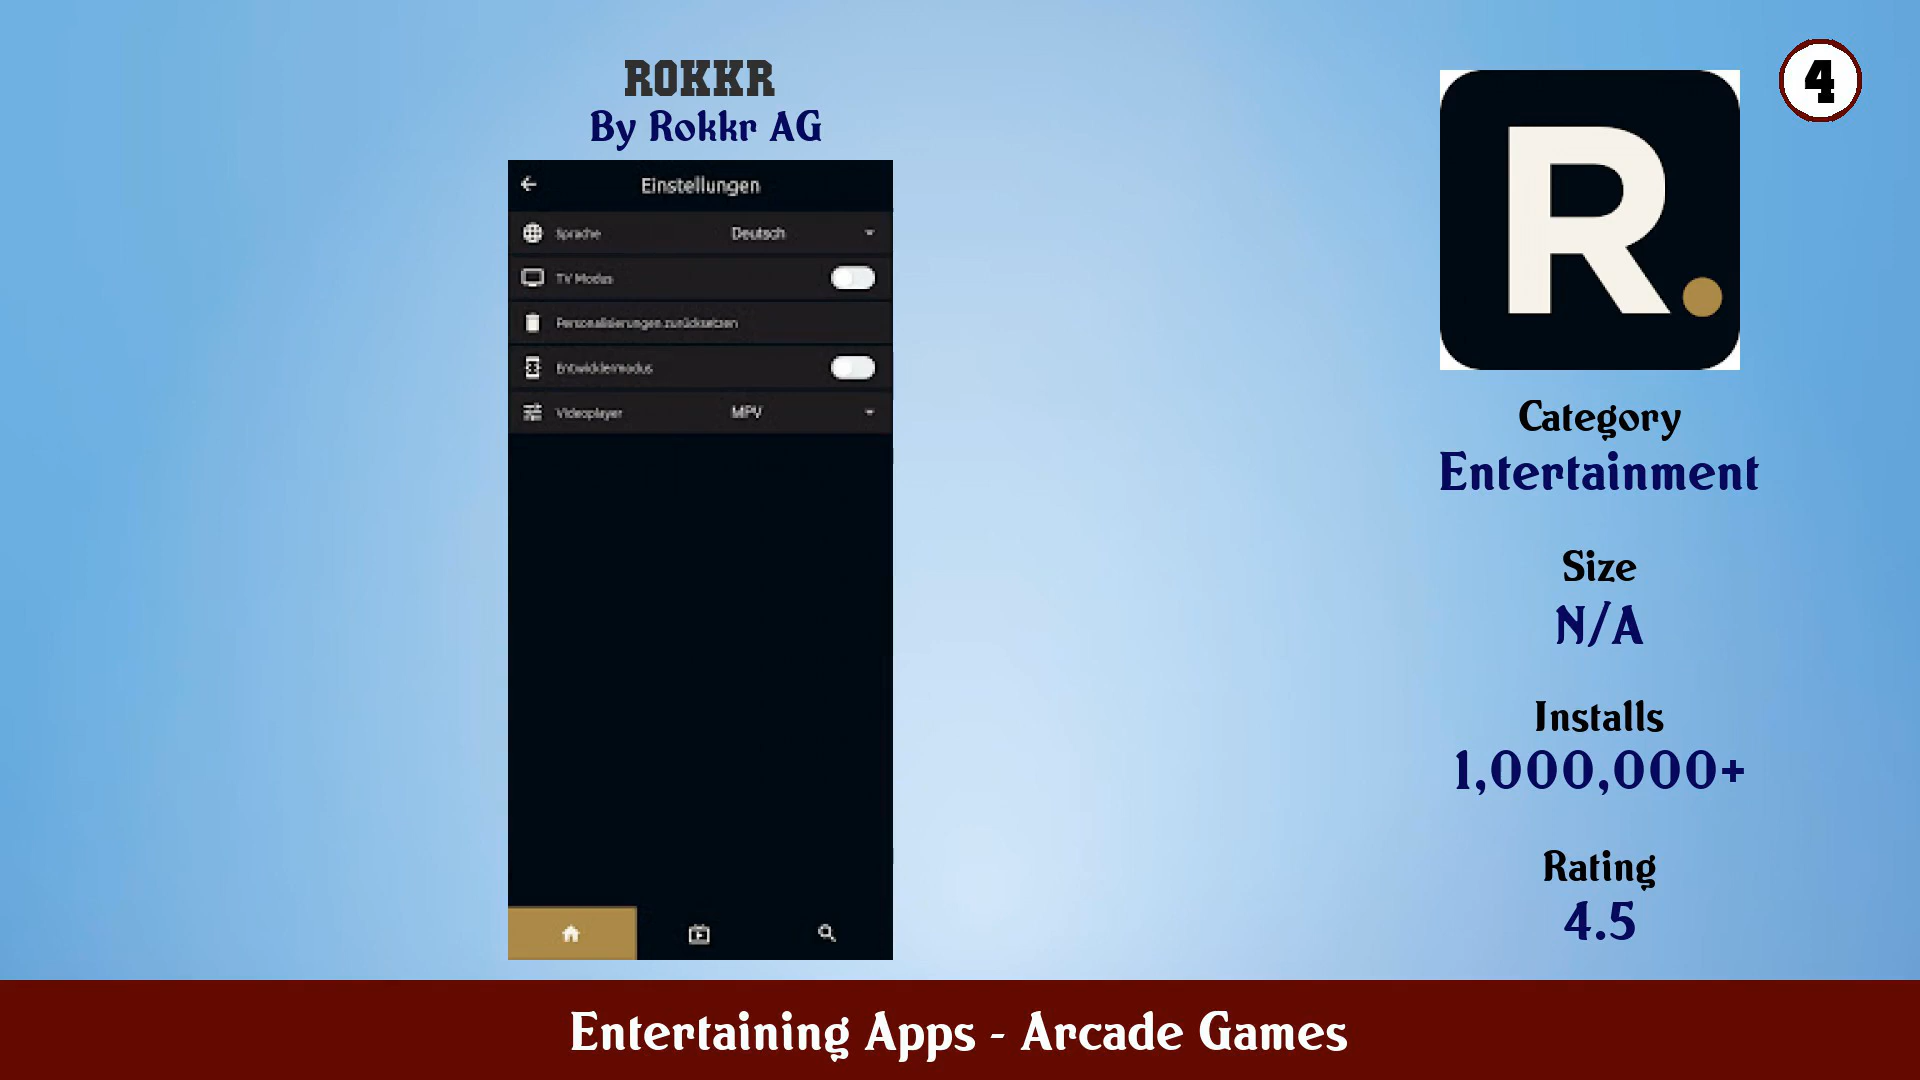 ROKKR
By Rokkr AG
4
Einstellungen
Sprache Deutsch
TV Modus
Personalisierungen zurücksetzen
Entwicklermodus
Videoplayer MPV
R.
Category
Entertainment
Size
N/A
Installs
1,000,000+
Rating
4.5
Entertaining Apps - Arcade Games